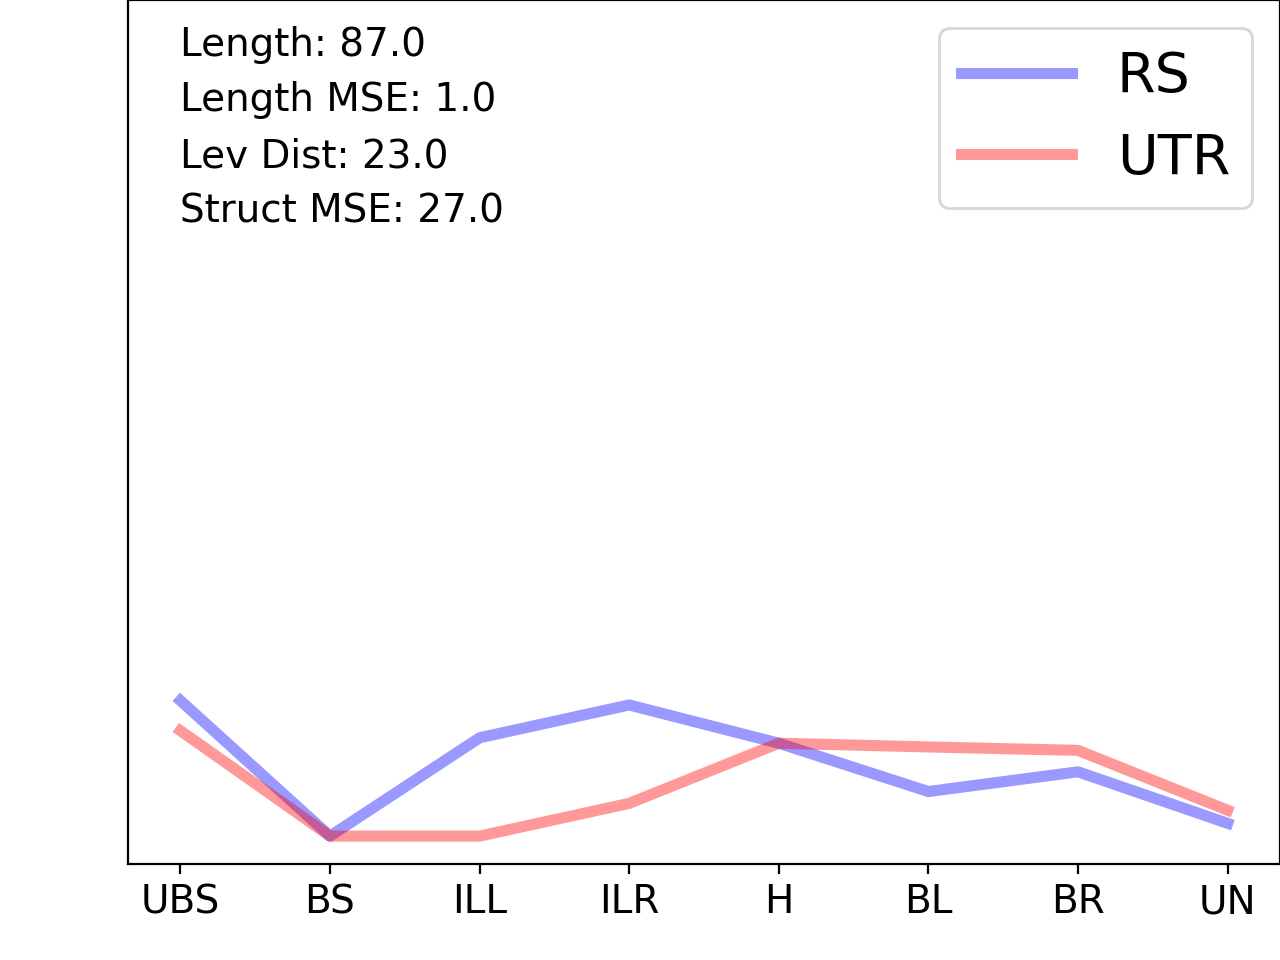 Length: 87.0
Length MSE: 1.0
Lev Dist: 23.0
Struct MSE: 27.0
RS
UTR
UBS BS ILL ILR H BL BR UN